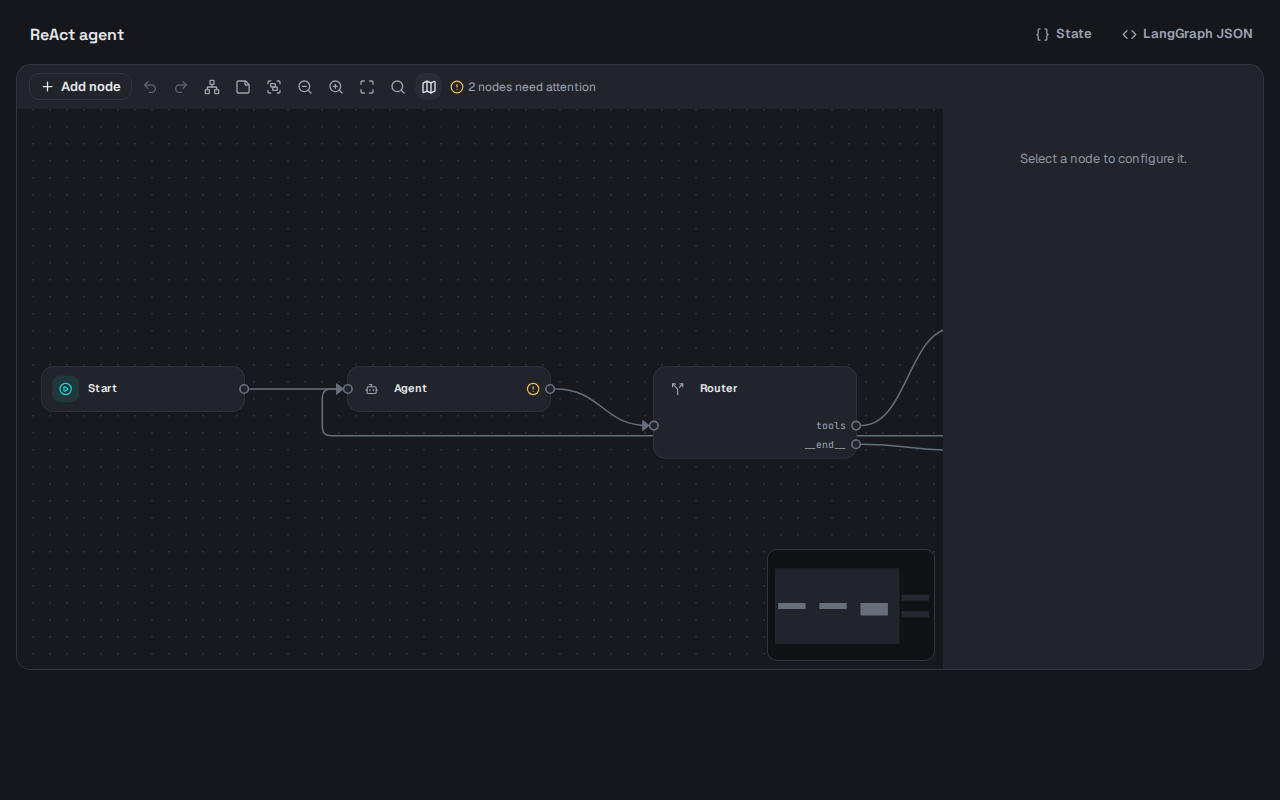 ReAct agent
State
LangGraph JSON
Add node
2 nodes need attention
Select a node to configure it.
Start
Agent
Router
tools
__end__